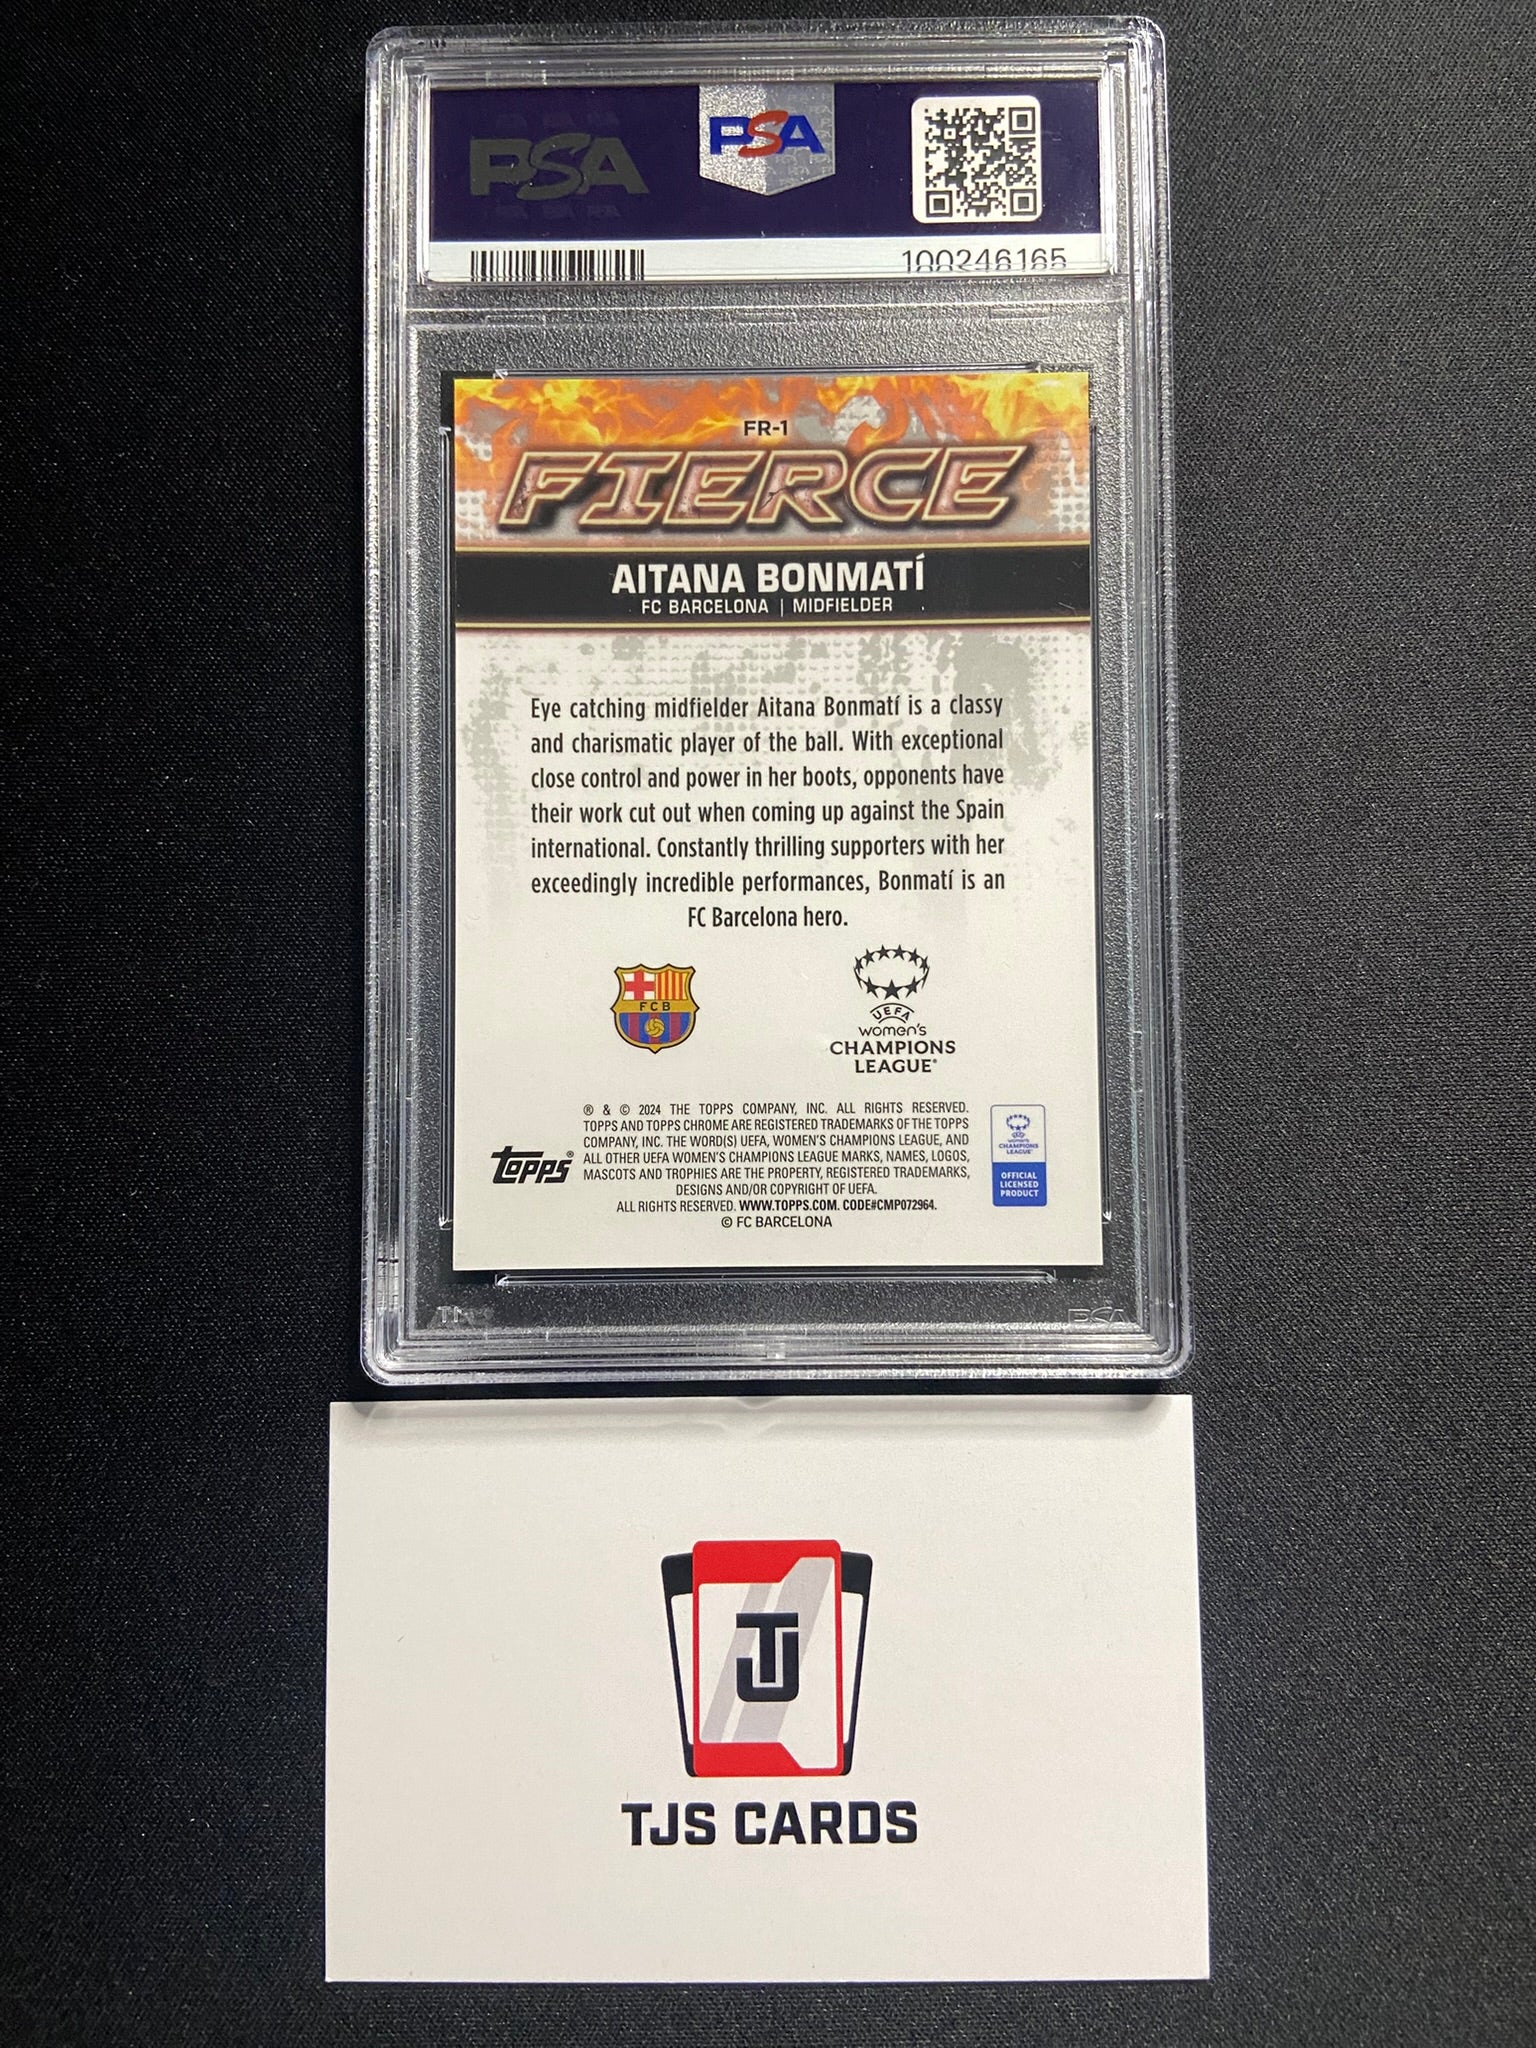 PSA
PSA
100246165
FR-1
FIERCE
AITANA BONMATÍ
FC BARCELONA | MIDFIELDER
Eye catching midfielder Aitana Bonmatí is a classy
and charismatic player of the ball. With exceptional
close control and power in her boots, opponents have
their work cut out when coming up against the Spain
international. Constantly thrilling supporters with her
exceedingly incredible performances, Bonmatí is an
FC Barcelona hero.
FCB
UEFA
women's
CHAMPIONS
LEAGUE®
® & © 2024 THE TOPPS COMPANY, INC. ALL RIGHTS RESERVED.
TOPPS AND TOPPS CHROME ARE REGISTERED TRADEMARKS OF THE TOPPS
COMPANY, INC. THE WORD(S) UEFA, WOMEN'S CHAMPIONS LEAGUE, AND
ALL OTHER UEFA WOMEN'S CHAMPIONS LEAGUE MARKS, NAMES, LOGOS,
MASCOTS AND TROPHIES ARE THE PROPERTY, REGISTERED TRADEMARKS,
DESIGNS AND/OR COPYRIGHT OF UEFA.
ALL RIGHTS RESERVED. WWW.TOPPS.COM. CODE#CMP072964.
© FC BARCELONA
topps®
UEFA
women's
CHAMPIONS
LEAGUE
OFFICIAL
LICENSED
PRODUCT
PSA
TJ
TJS CARDS